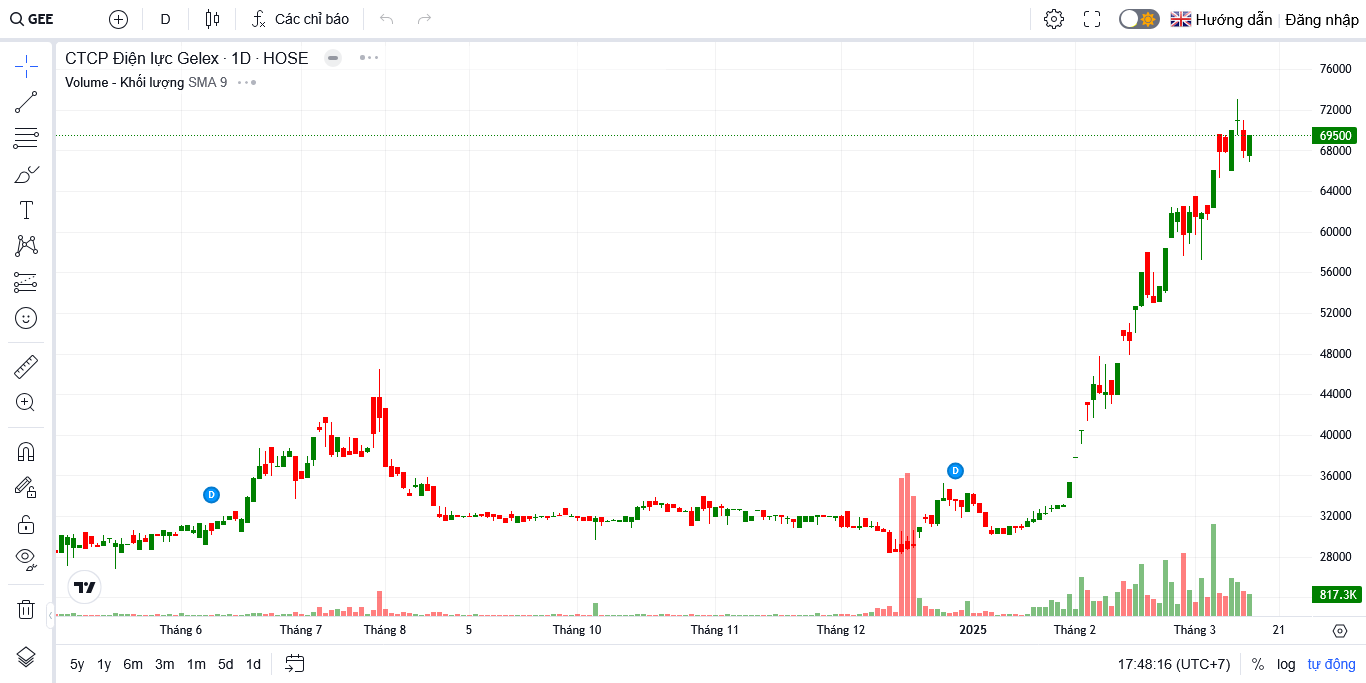 GEE D Các chỉ báo Hướng dẫn Đăng nhập
CTCP Điện lực Gelex · 1D · HOSE
Volume - Khối lượng SMA 9
76000
72000
69500
68000
64000
60000
56000
52000
48000
44000
40000
36000
32000
28000
817.3K
D
D
Tháng 6 Tháng 7 Tháng 8 5 Tháng 10 Tháng 11 Tháng 12 2025 Tháng 2 Tháng 3 21
5y 1y 6m 3m 1m 5d 1d 17:48:16 (UTC+7) % log tự động